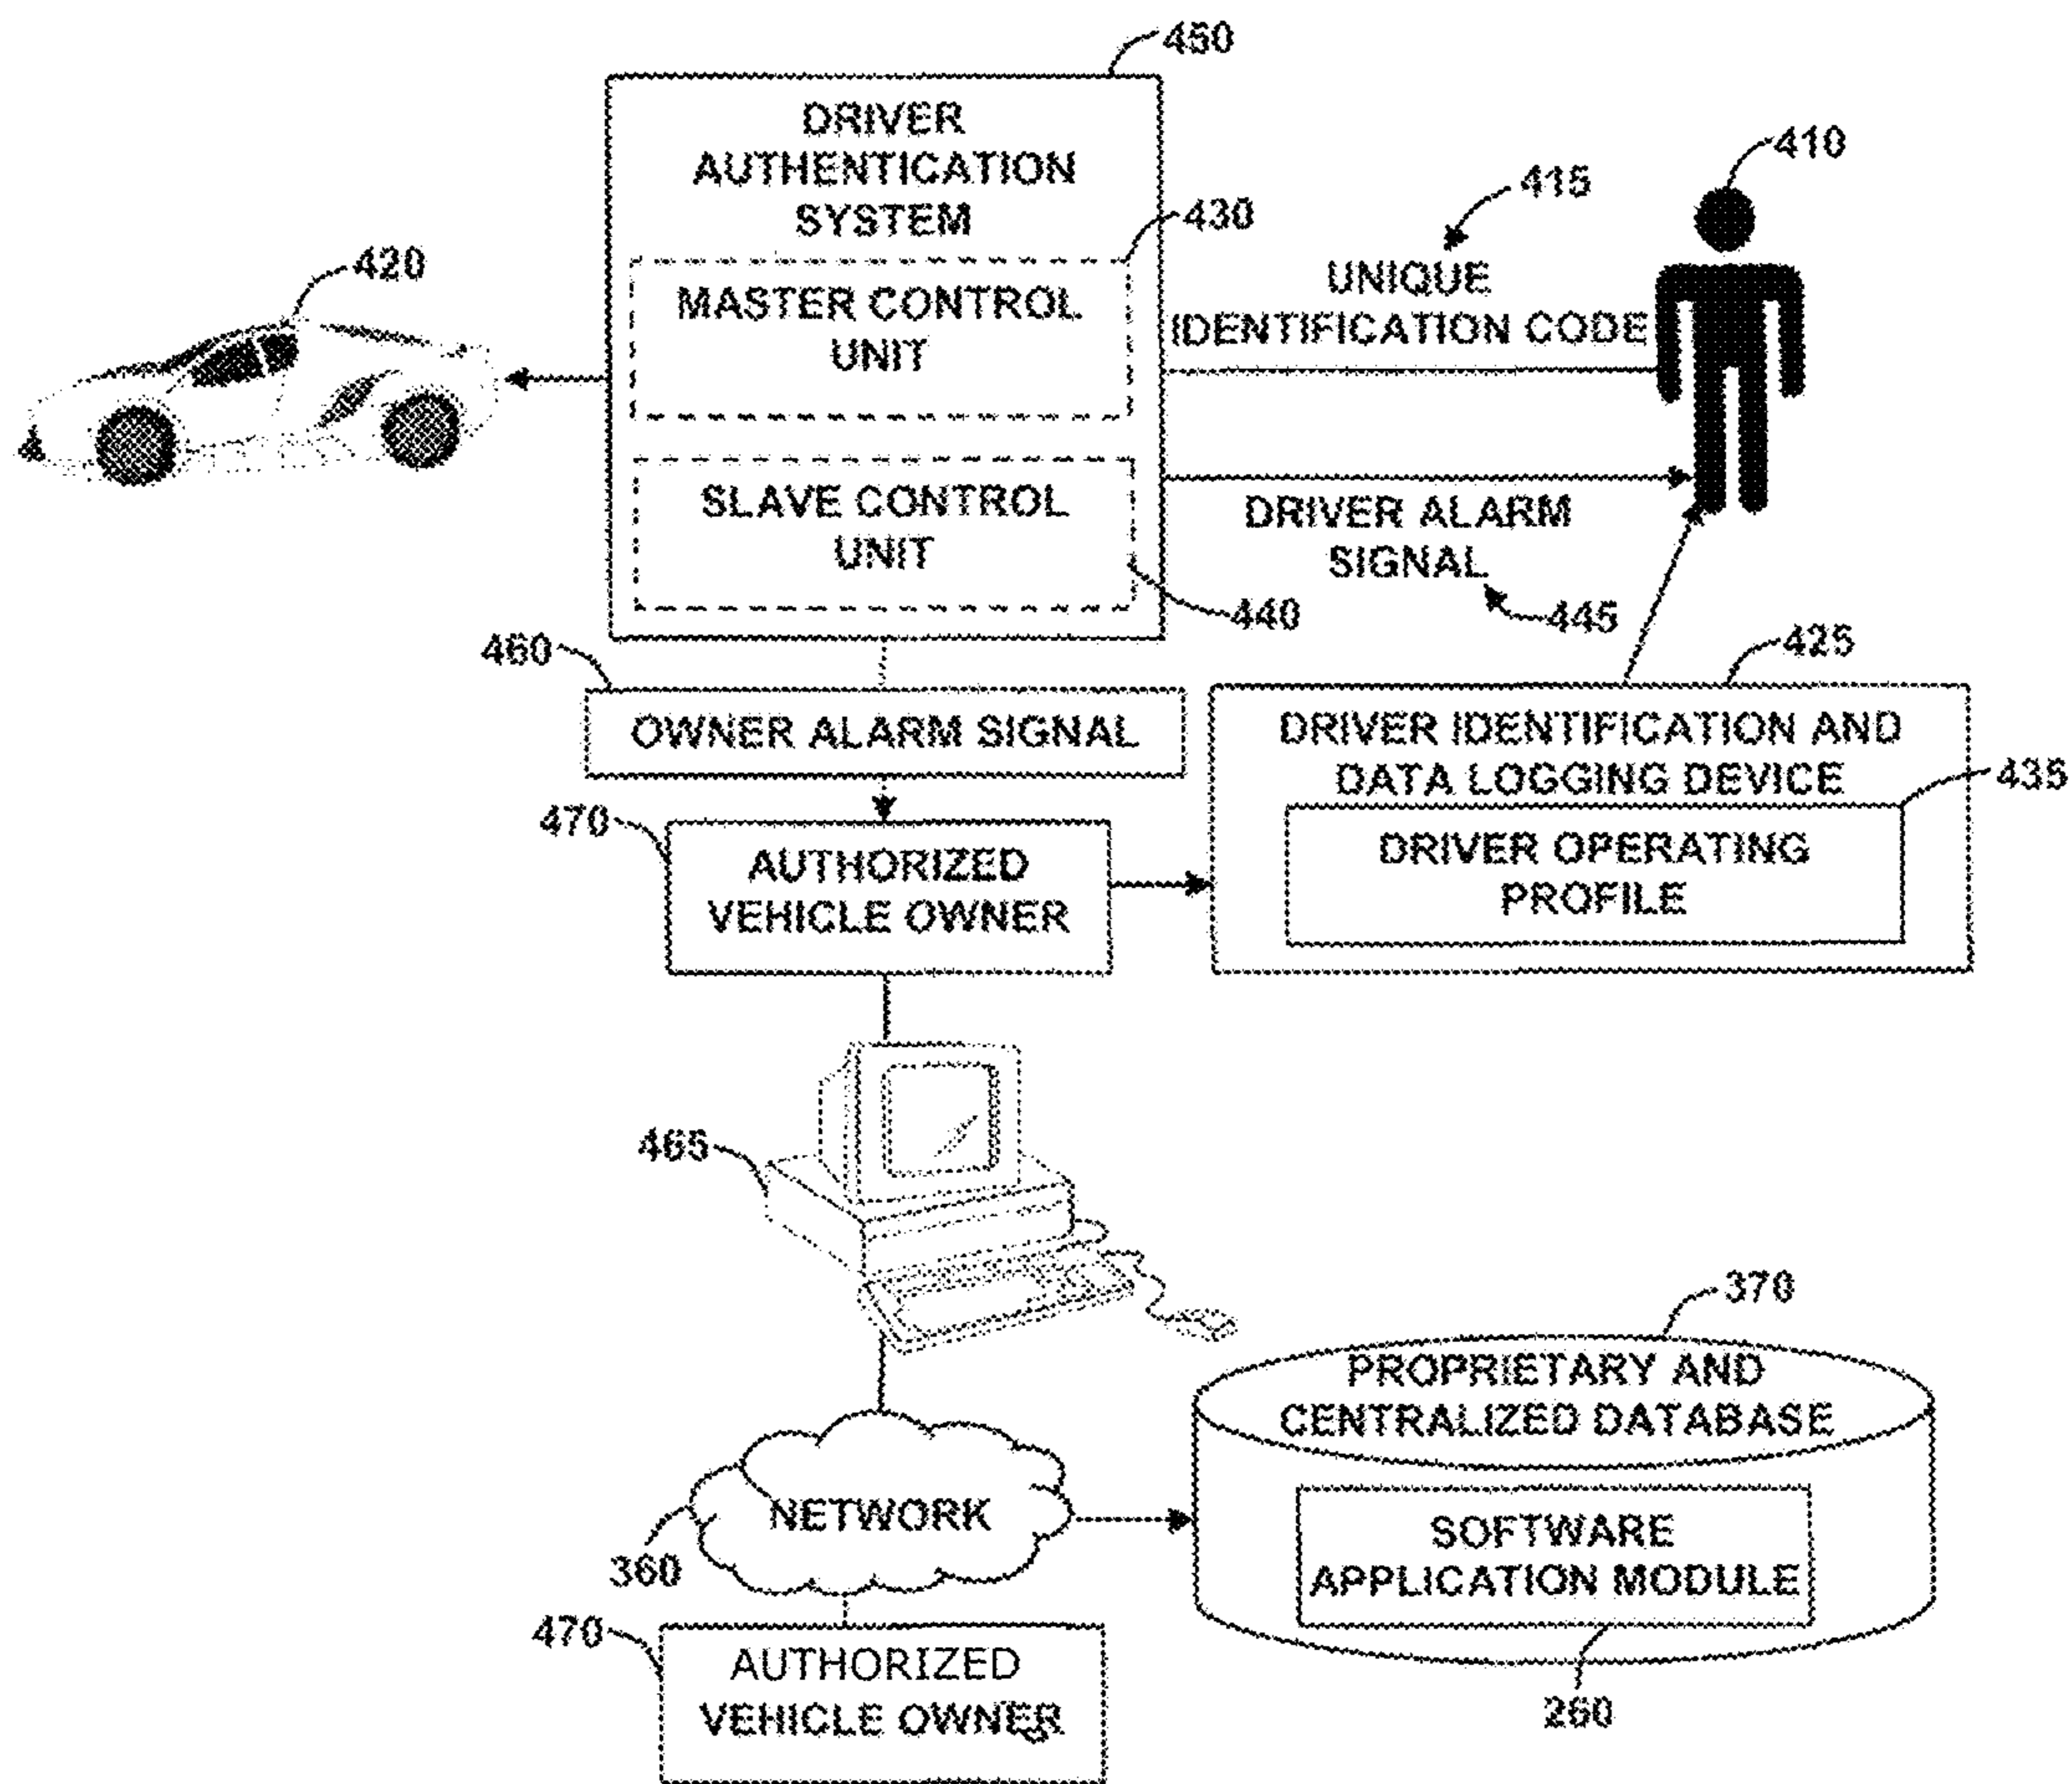 450
DRIVER
AUTHENTICATION
SYSTEM
430
MASTER CONTROL
UNIT
SLAVE CONTROL
UNIT
440
420
410
415
UNIQUE
IDENTIFICATION CODE
DRIVER ALARM
SIGNAL
445
460
OWNER ALARM SIGNAL
425
DRIVER IDENTIFICATION AND
DATA LOGGING DEVICE
435
DRIVER OPERATING
PROFILE
470
AUTHORIZED
VEHICLE OWNER
465
370
PROPRIETARY AND
CENTRALIZED DATABASE
SOFTWARE
APPLICATION MODULE
260
NETWORK
360
470
AUTHORIZED
VEHICLE OWNER